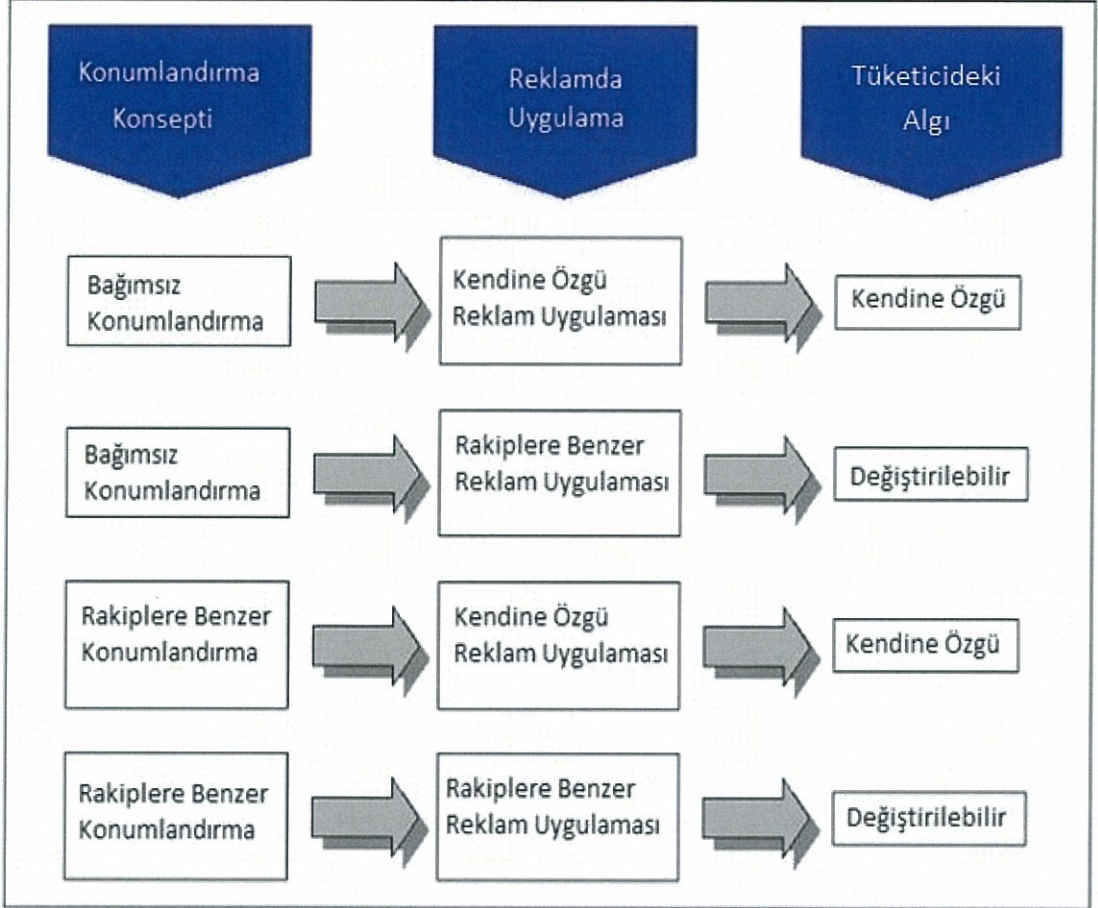 Konumlandırma
Konsepti
Reklamda
Uygulama
Tüketicideki
Algı
Bağımsız
Konumlandırma
Kendine Özgü
Reklam Uygulaması
Kendine Özgü
Bağımsız
Konumlandırma
Rakiplere Benzer
Reklam Uygulaması
Değiştirilebilir
Rakiplere Benzer
Konumlandırma
Kendine Özgü
Reklam Uygulaması
Kendine Özgü
Rakiplere Benzer
Konumlandırma
Rakiplere Benzer
Reklam Uygulaması
Değiştirilebilir